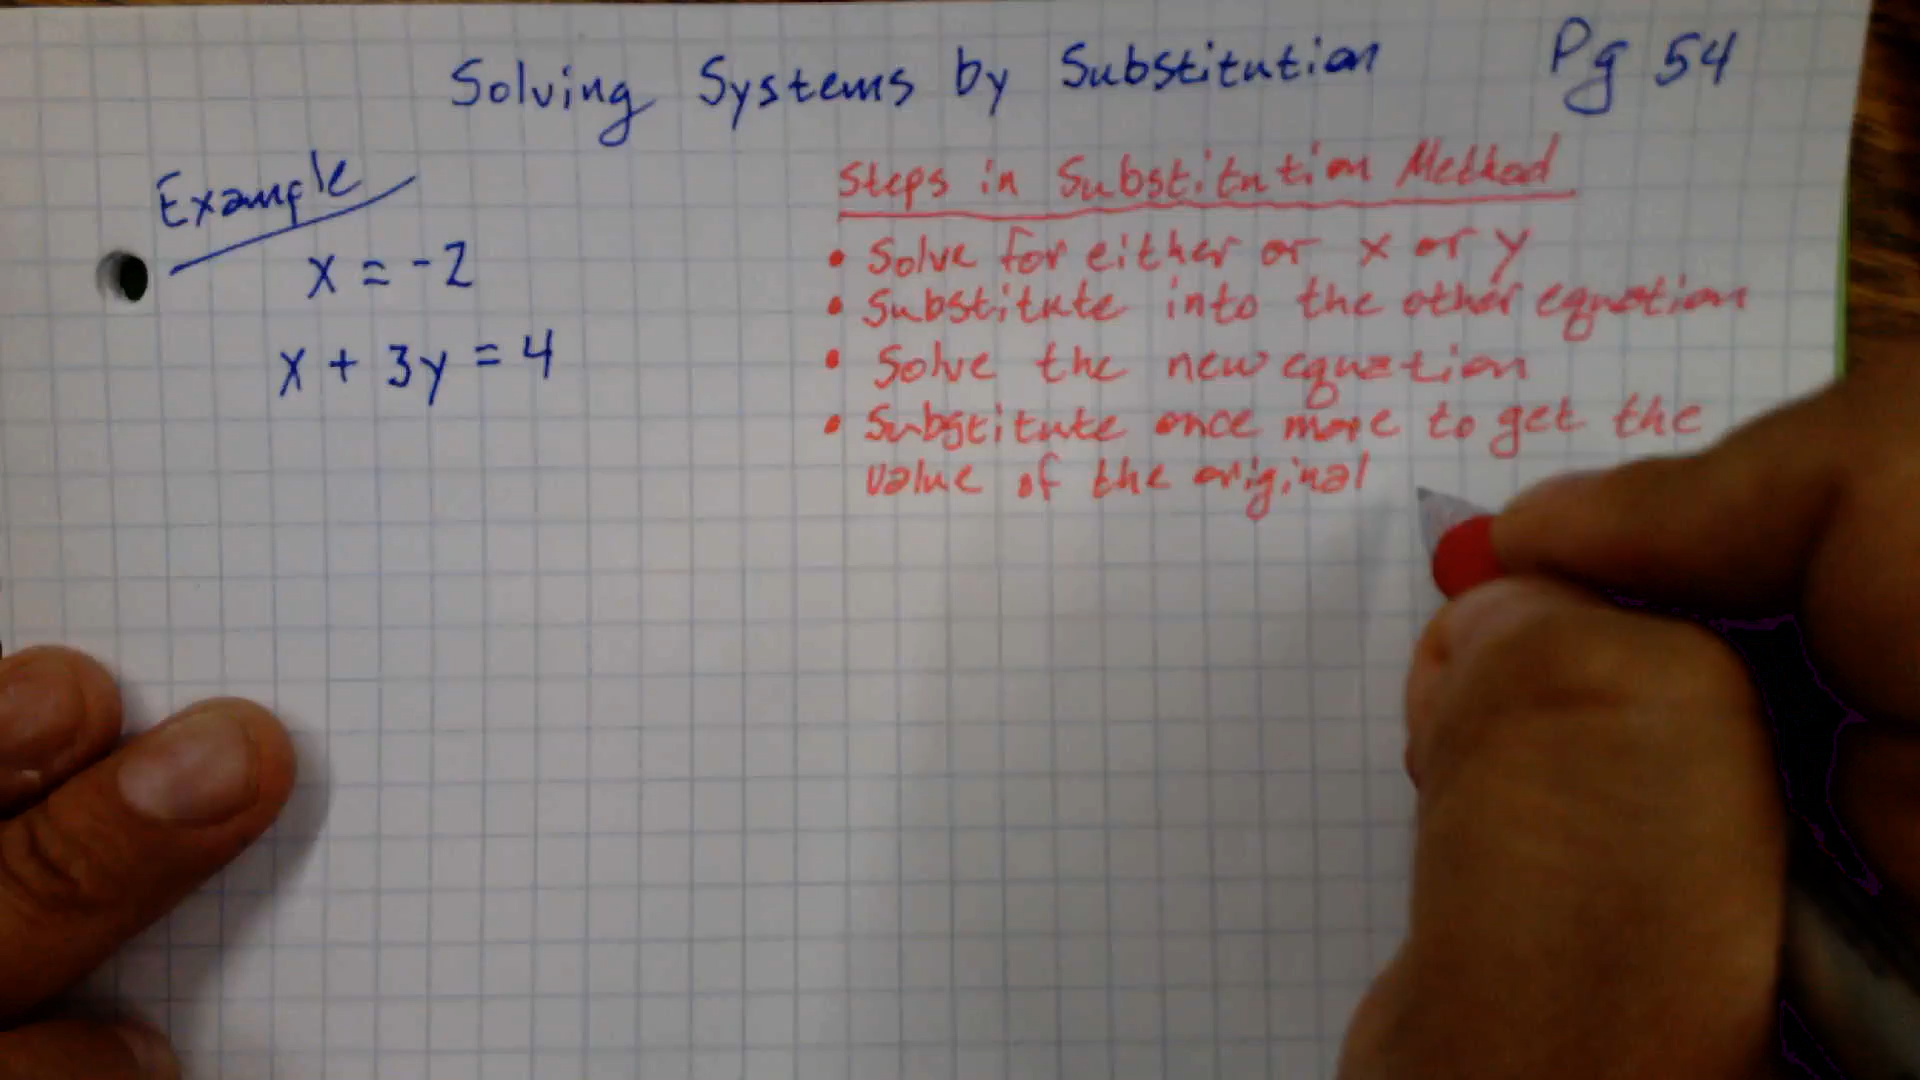 Solving Systems by Substitution Pg 54
Example
x = -2
x + 3y = 4
Steps in Substitution Method
• Solve for either or x or y
• Substitute into the other equation
• Solve the new equation
• Substitute once more to get the
value of the original